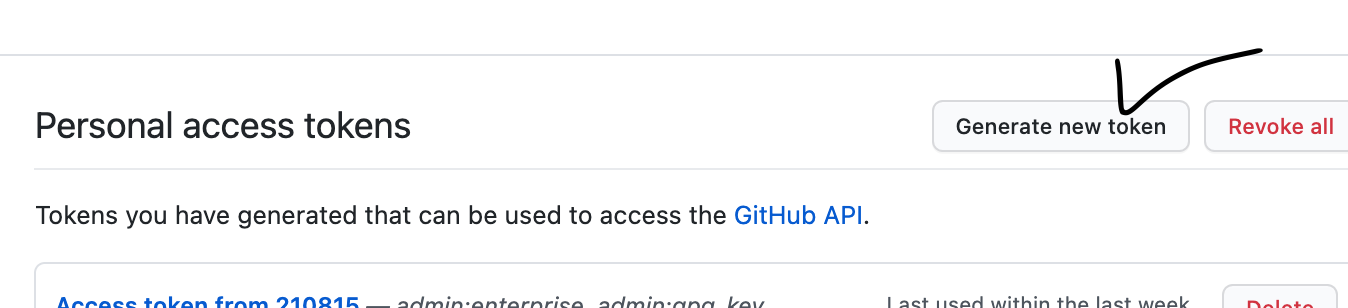 Personal access tokens
Generate new token
Revoke all
Tokens you have generated that can be used to access the GitHub API.
Access token from 210815 — admin:enterprise, admin:gpg_key,
Last used within the last week
Delete